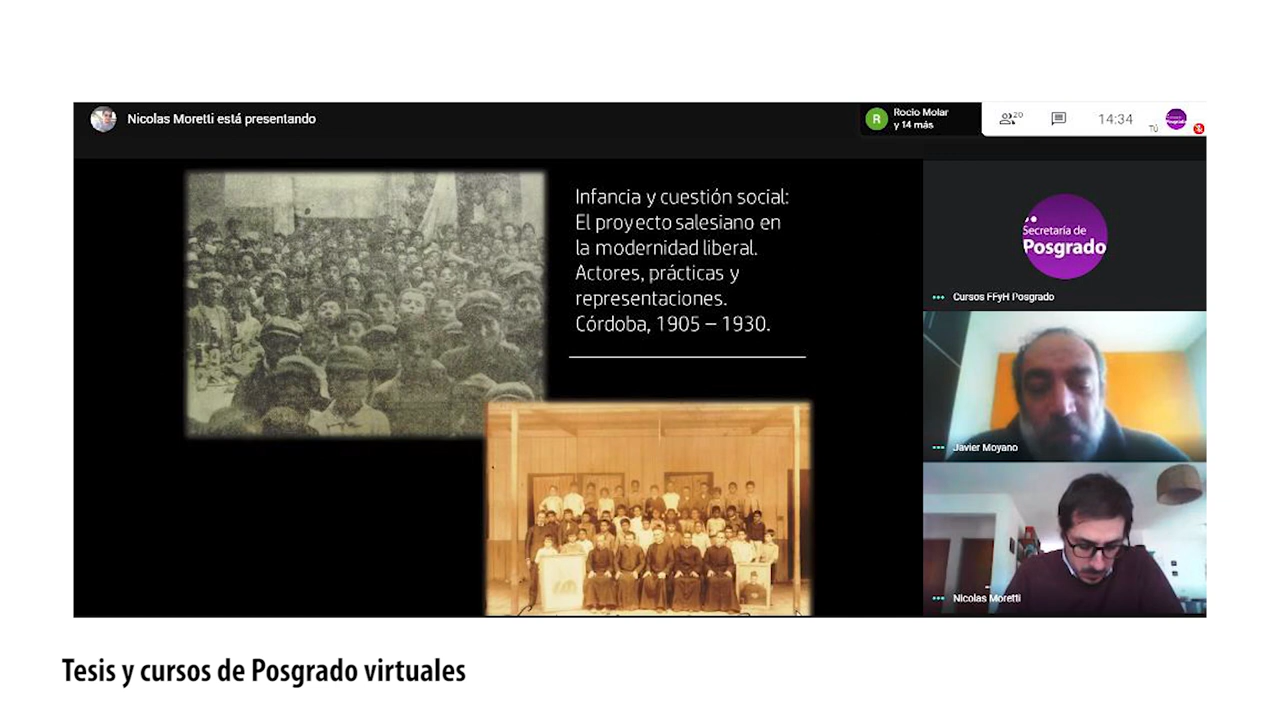 Nicolas Moretti está presentando
R
Rocio Molar
y 14 más
20
14:34
Tú
Infancia y cuestión social:
El proyecto salesiano en
la modernidad liberal.
Actores, prácticas y
representaciones.
Córdoba, 1905 – 1930.
Secretaría de
Posgrado
Cursos FFyH Posgrado
Javier Moyano
Nicolas Moretti
Tesis y cursos de Posgrado virtuales